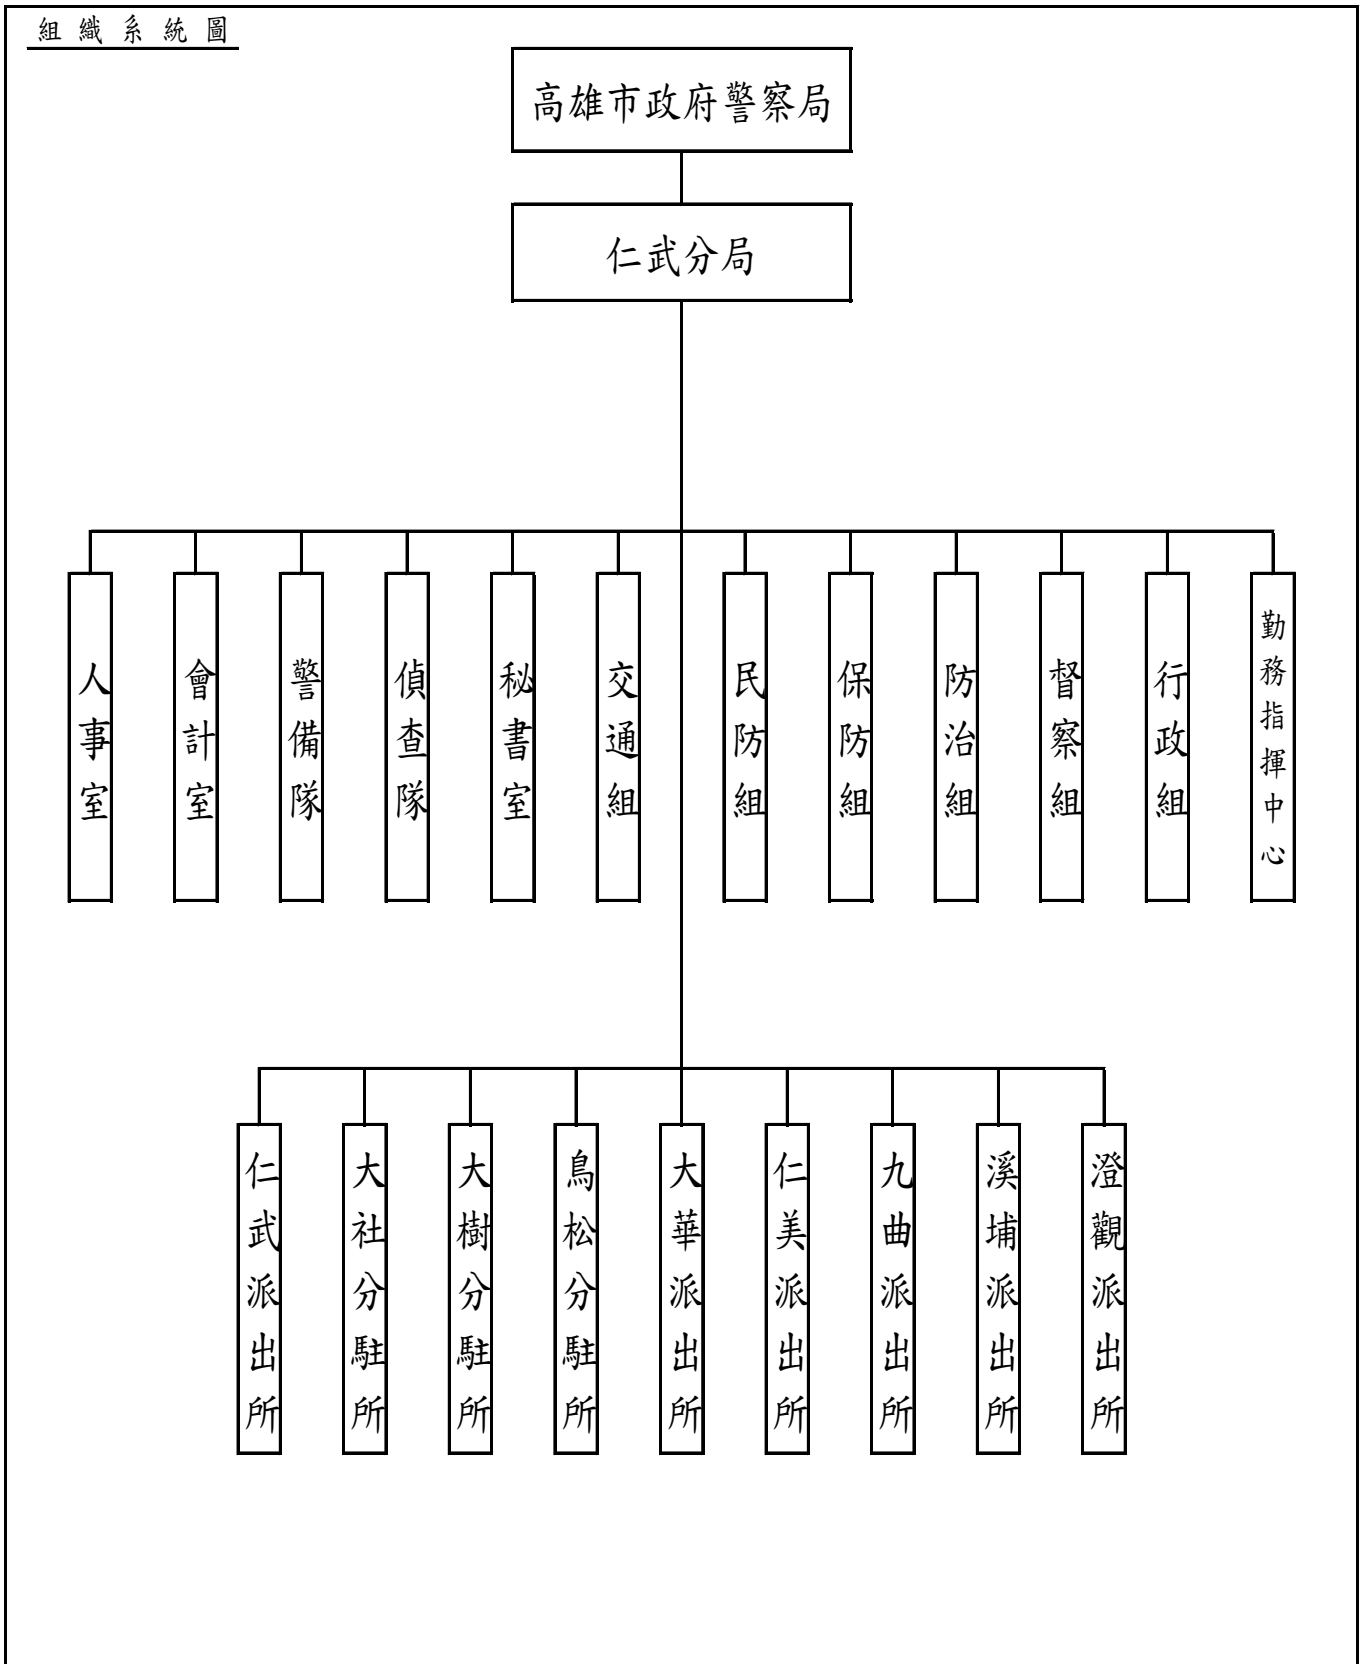 組織系統圖
高雄市政府警察局
仁武分局
人事室
會計室
警備隊
偵查隊
秘書室
交通組
民防組
保防組
防治組
督察組
行政組
勤務指揮中心
仁武派出所
大社分駐所
大樹分駐所
鳥松分駐所
大華派出所
仁美派出所
九曲派出所
溪埔派出所
澄觀派出所